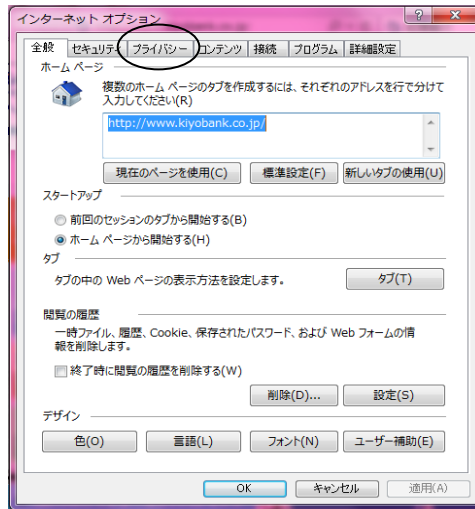 インターネット オプション
全般 セキュリティ プライバシー コンテンツ 接続 プログラム 詳細設定
ホーム ページ
複数のホーム ページのタブを作成するには、それぞれのアドレスを行で分けて
入力してください(R)
http://www.kiyobank.co.jp/
現在のページを使用(C) 標準設定(F) 新しいタブの使用(U)
スタートアップ
前回のセッションのタブから開始する(B)
ホーム ページから開始する(H)
タブ
タブの中の Web ページの表示方法を設定します。 タブ(T)
閲覧の履歴
一時ファイル、履歴、Cookie、保存されたパスワード、および Web フォームの情
報を削除します。
終了時に閲覧の履歴を削除する(W)
削除(D)... 設定(S)
デザイン
色(O) 言語(L) フォント(N) ユーザー補助(E)
OK キャンセル 適用(A)